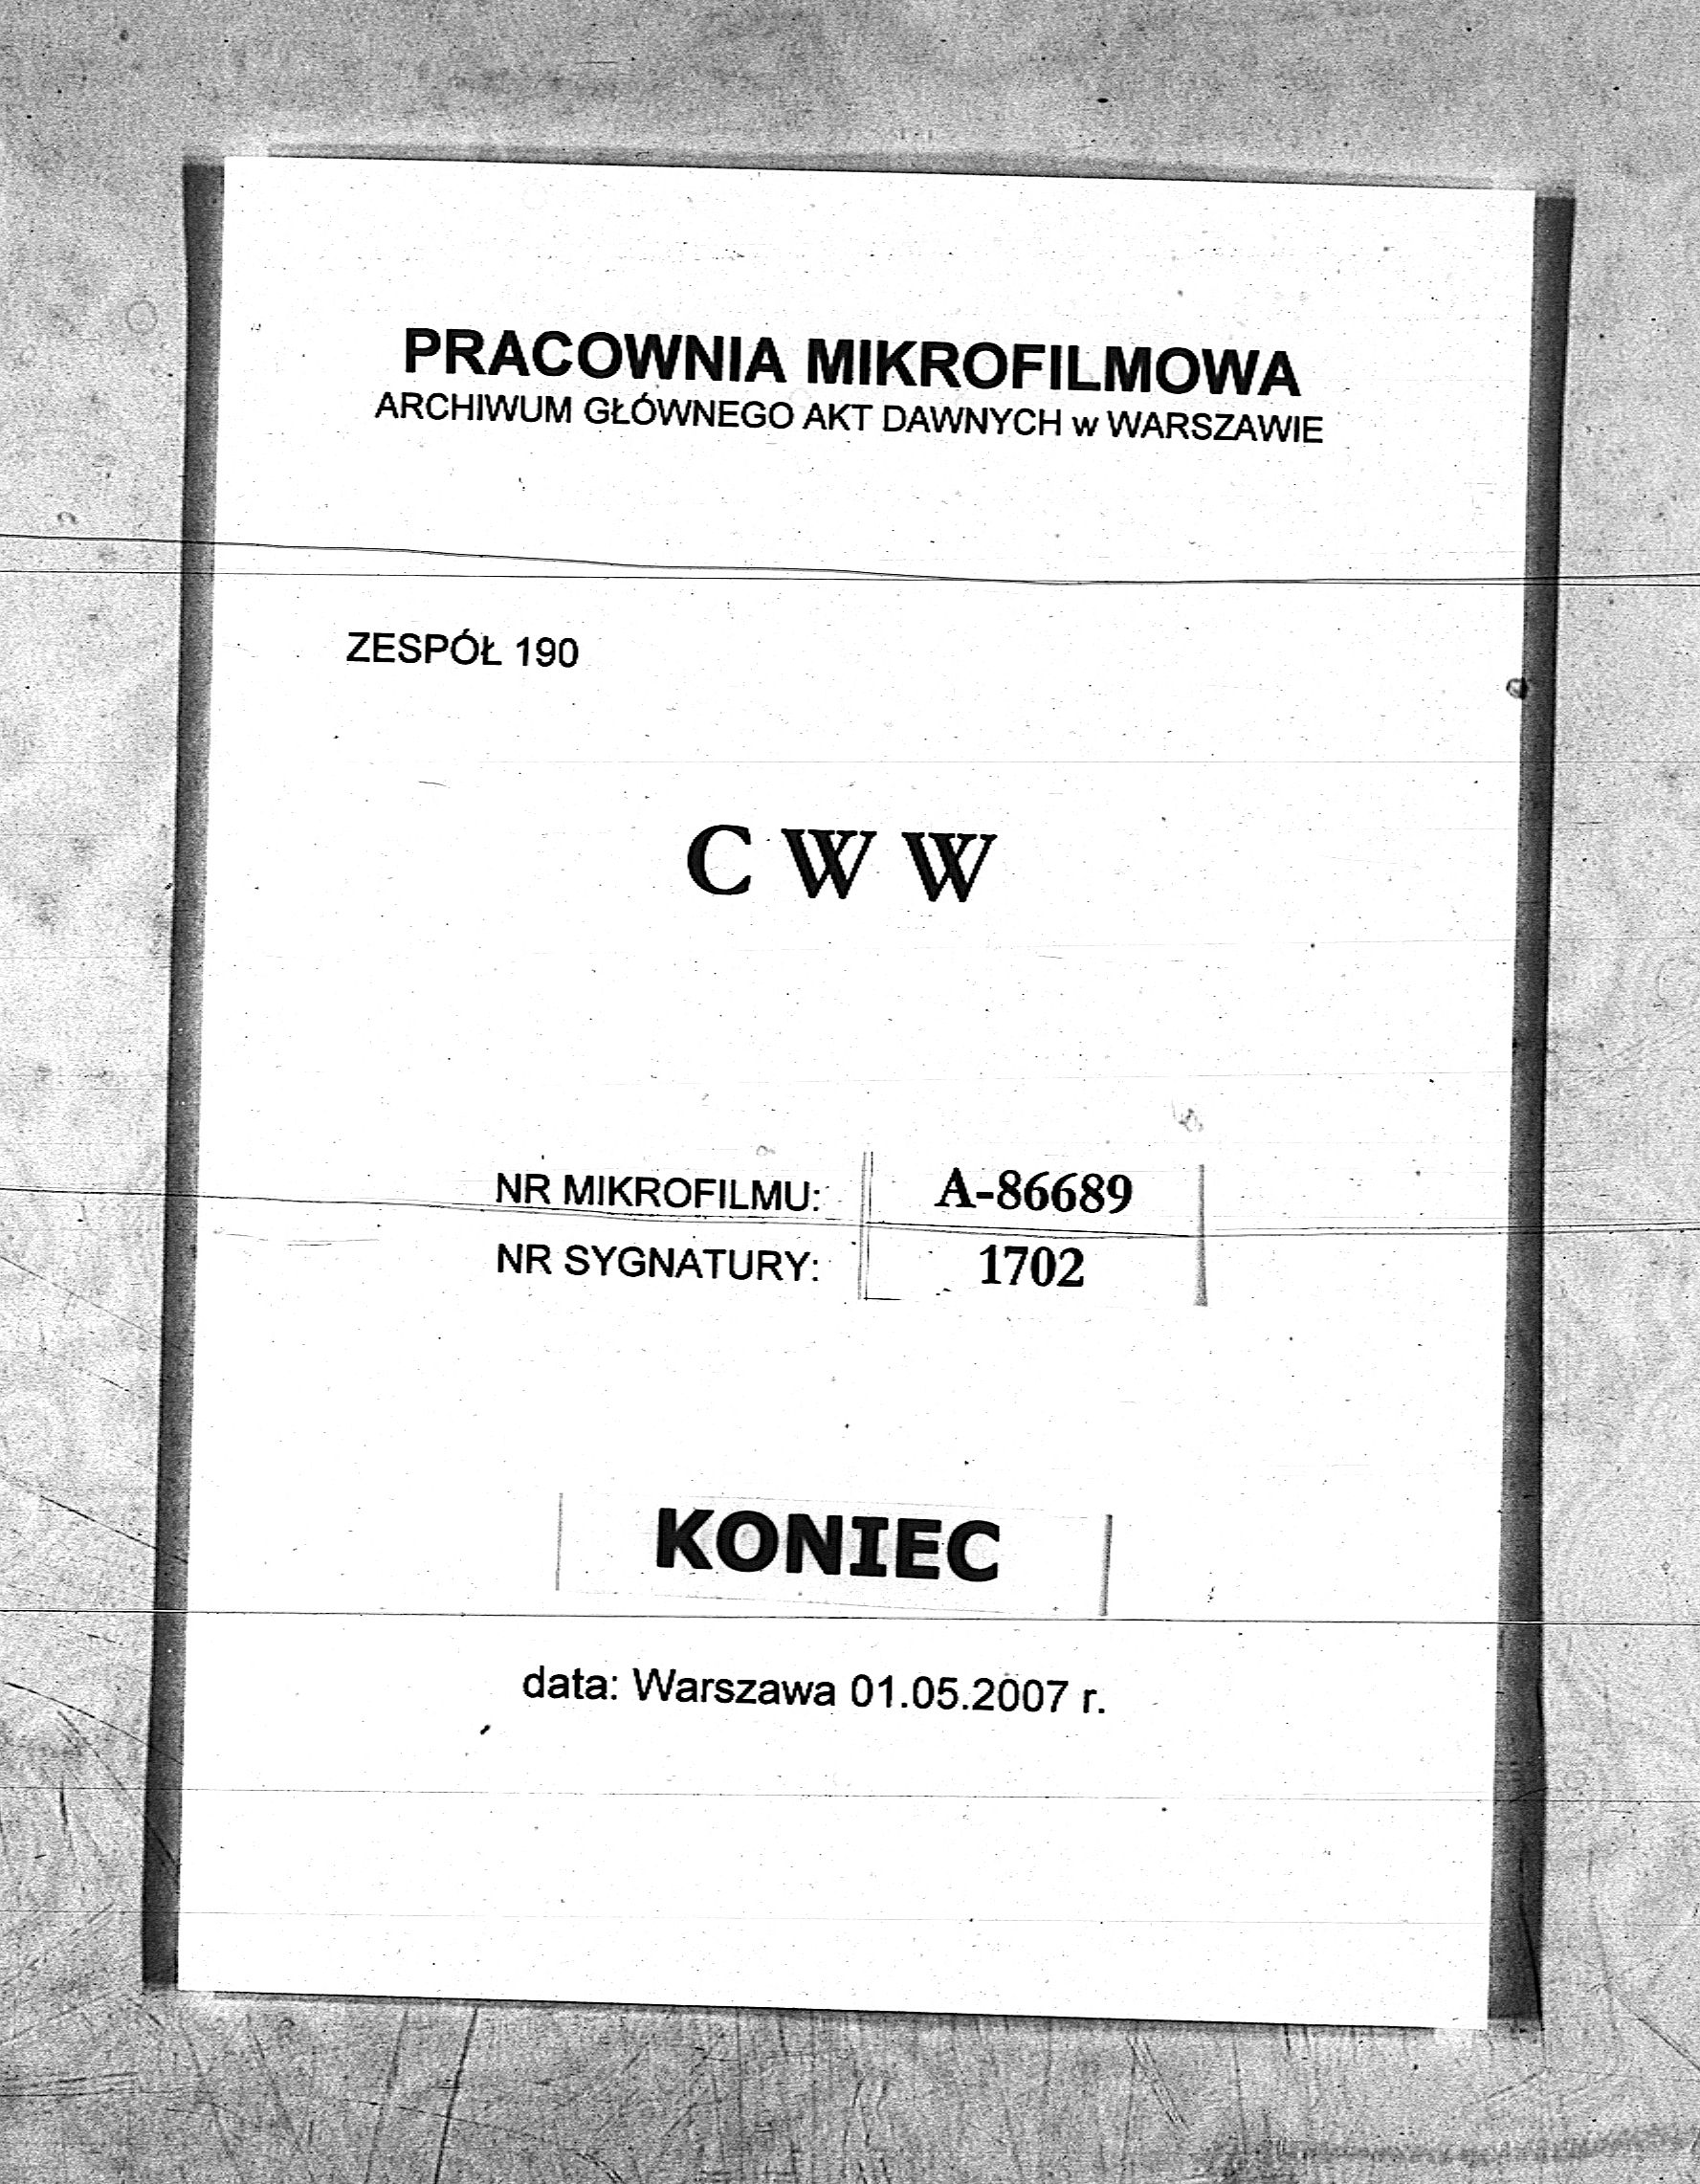 PRACOWNIA MIKROFILMOWA
ARCHIWUM GŁÓWNEGO AKT DAWNYCH w WARSZAWIE
ZESPÓŁ 190
C W W
NR MIKROFILMU: A-86689
NR SYGNATURY: 1702
KONIEC
data: Warszawa 01.05.2007 r.